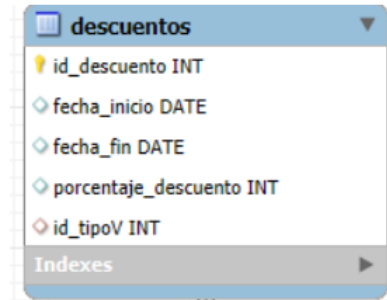 descuentos
id_descuento INT
fecha_inicio DATE
fecha_fin DATE
porcentaje_descuento INT
id_tipoV INT
Indexes